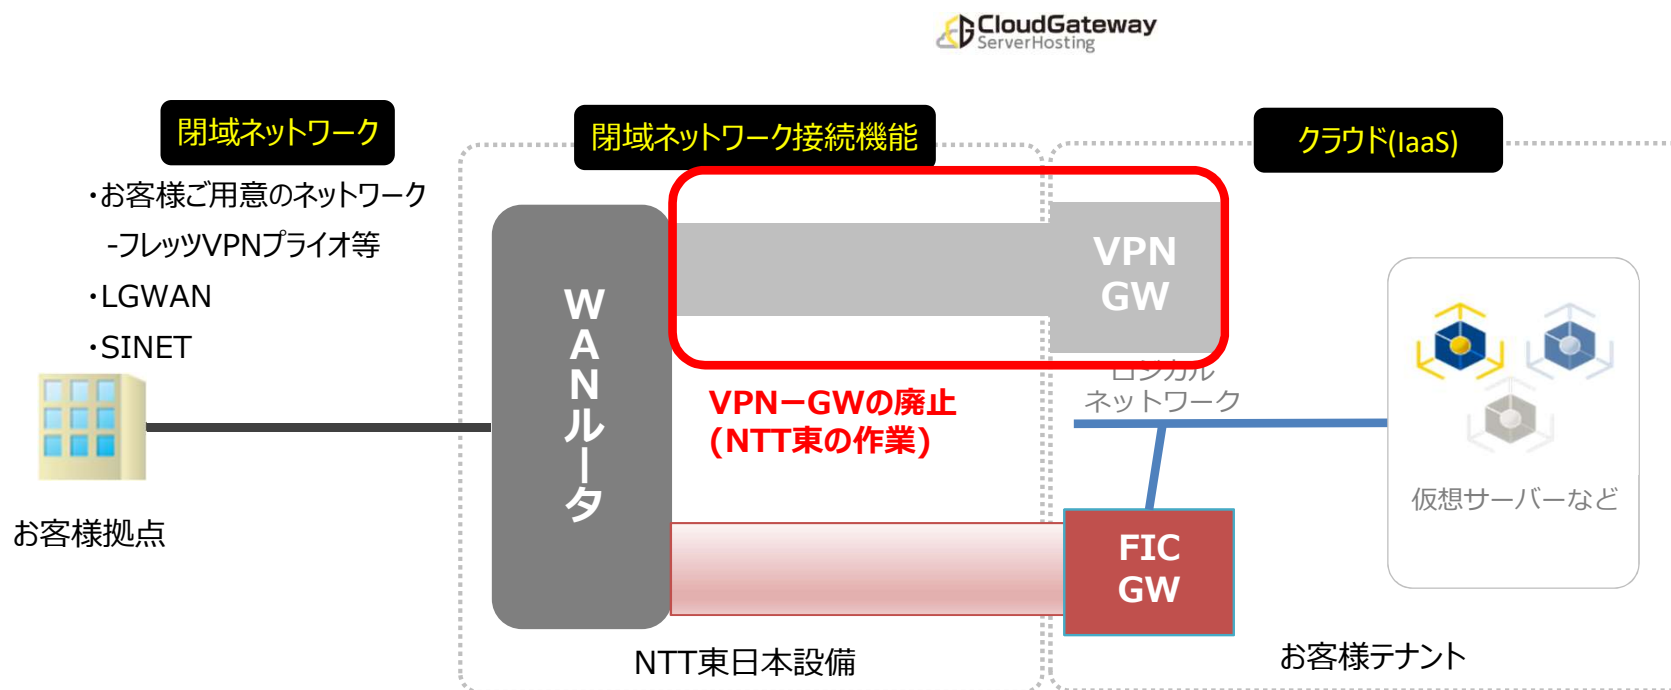 CloudGateway
ServerHosting
閉域ネットワーク
閉域ネットワーク接続機能
クラウド(IaaS)
・お客様ご用意のネットワーク
-フレッツVPNプライオ等
・LGWAN
・SINET
WANルータ
VPN
GW
ロジカル
ネットワーク
VPNーGWの廃止
(NTT東の作業)
仮想サーバーなど
お客様拠点
FIC
GW
NTT東日本設備
お客様テナント